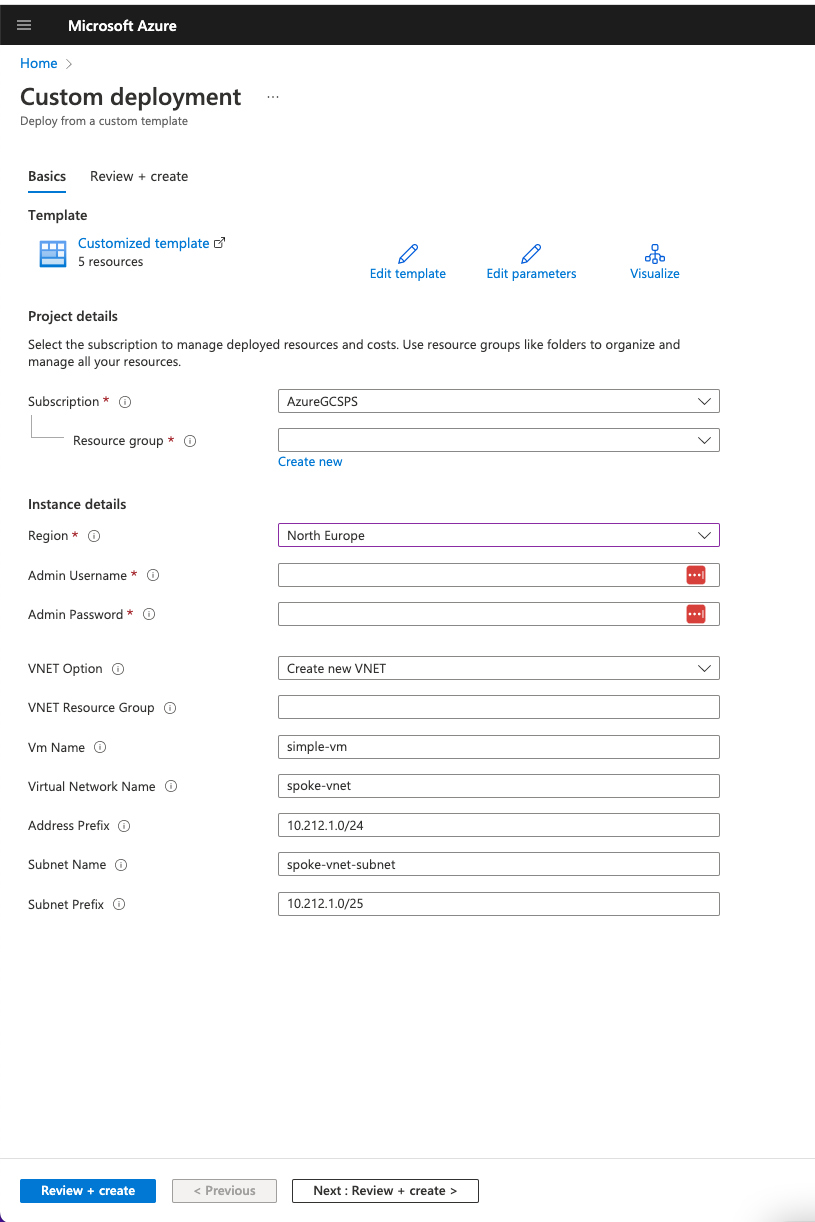 Microsoft Azure
Home
Custom deployment ...
Deploy from a custom template
Basics Review + create
Template
Customized template
5 resources
Edit template Edit parameters Visualize
Project details
Select the subscription to manage deployed resources and costs. Use resource groups like folders to organize and
manage all your resources.
Subscription * AzureGCSPS
Resource group *
Create new
Instance details
Region * North Europe
Admin Username *
Admin Password *
VNET Option Create new VNET
VNET Resource Group
Vm Name simple-vm
Virtual Network Name spoke-vnet
Address Prefix 10.212.1.0/24
Subnet Name spoke-vnet-subnet
Subnet Prefix 10.212.1.0/25
Review + create < Previous Next : Review + create >